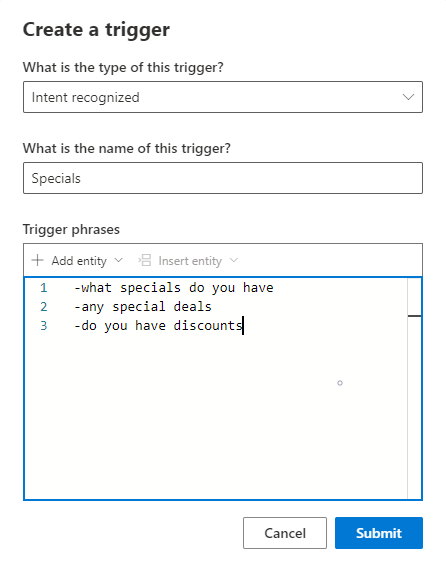 Create a trigger
What is the type of this trigger?
Intent recognized
What is the name of this trigger?
Specials
Trigger phrases
Add entity Insert entity
1 -what specials do you have
2 -any special deals
3 -do you have discounts
Cancel Submit